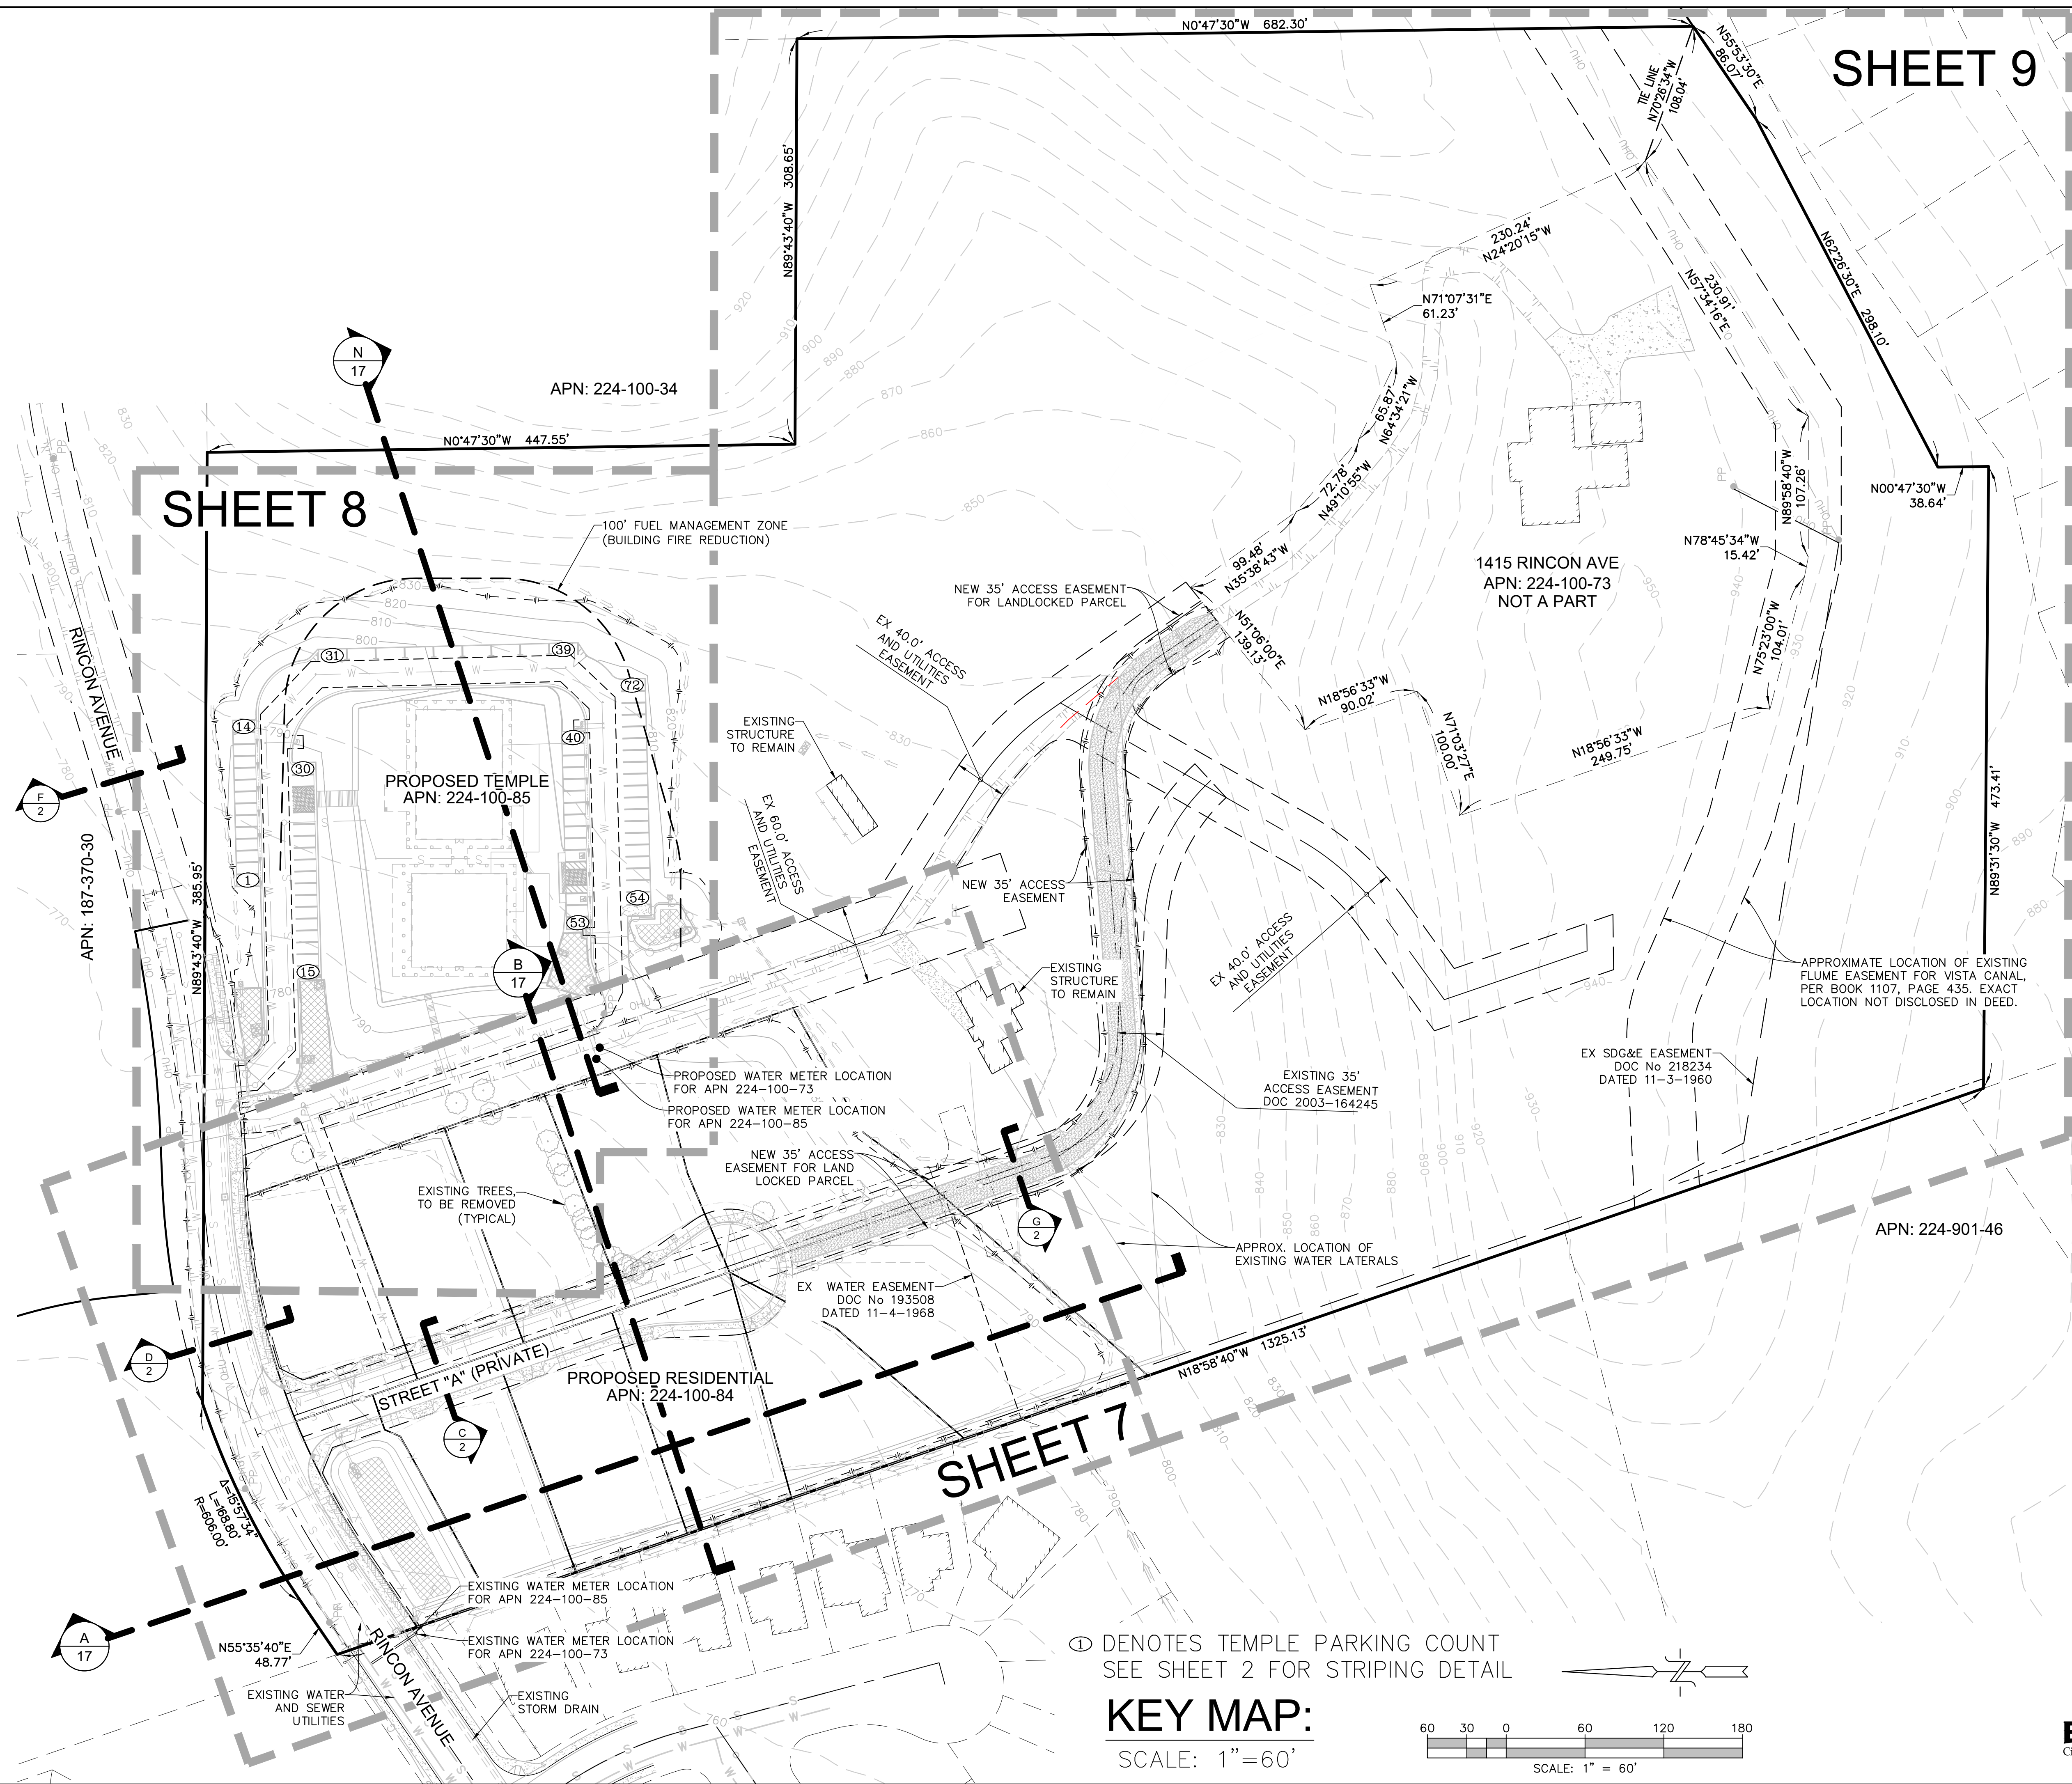 SHEET 9
N0°47'30"W 682.30'
N55°53'30"E
86.07'
TIE LINE
N70°26'34"W
108.04'
N89°43'40"W 308.65'
230.24'
N24°20'15"W
N71°07'31"E
61.23'
N57°34'16"E
230.91'
N62°26'30"E 298.10'
N
17
APN: 224-100-34
N0°47'30"W 447.55'
65.87'
N64°34'21"W
72.78'
N49°10'55"W
99.48'
N35°38'43"W
N89°58'40"W
107.26'
N00°47'30"W
38.64'
N78°45'34"W
15.42'
SHEET 8
100' FUEL MANAGEMENT ZONE
(BUILDING FIRE REDUCTION)
1415 RINCON AVE
APN: 224-100-73
NOT A PART
NEW 35' ACCESS EASEMENT
FOR LANDLOCKED PARCEL
N51°06'00"E
139.13'
N75°23'00"W
104.01'
EX 40.0' ACCESS
AND UTILITIES
EASEMENT
N18°56'33"W
90.02'
N71°03'27"E
100.00'
N18°56'33"W
249.75'
RINCON AVENUE
31
39
72
14
40
30
EXISTING
STRUCTURE
TO REMAIN
PROPOSED TEMPLE
APN: 224-100-85
F
2
APN: 187-370-30
N89°43'40"W 385.95'
1
54
53
15
EX 60.0' ACCESS
AND UTILITIES
EASEMENT
NEW 35' ACCESS
EASEMENT
EX 40.0' ACCESS
AND UTILITIES
EASEMENT
N89°31'30"W 473.41'
B
17
EXISTING
STRUCTURE
TO REMAIN
APPROXIMATE LOCATION OF EXISTING
FLUME EASEMENT FOR VISTA CANAL,
PER BOOK 1107, PAGE 435. EXACT
LOCATION NOT DISCLOSED IN DEED.
EX SDG&E EASEMENT
DOC No 218234
DATED 11-3-1960
PROPOSED WATER METER LOCATION
FOR APN 224-100-73
PROPOSED WATER METER LOCATION
FOR APN 224-100-85
EXISTING 35'
ACCESS EASEMENT
DOC 2003-164245
NEW 35' ACCESS
EASEMENT FOR LAND
LOCKED PARCEL
EXISTING TREES,
TO BE REMOVED
(TYPICAL)
G
2
APN: 224-901-46
APPROX. LOCATION OF
EXISTING WATER LATERALS
EX WATER EASEMENT
DOC No 193508
DATED 11-4-1968
D
2
STREET "A" (PRIVATE)
PROPOSED RESIDENTIAL
APN: 224-100-84
N18°58'40"W 1325.13'
C
2
SHEET 7
Δ=15°57'34"
L=168.80'
R=606.00'
EXISTING WATER METER LOCATION
FOR APN 224-100-85
EXISTING WATER METER LOCATION
FOR APN 224-100-73
A
17
N55°35'40"E
48.77'
RINCON AVENUE
EXISTING WATER
AND SEWER
UTILITIES
EXISTING
STORM DRAIN
1 DENOTES TEMPLE PARKING COUNT
SEE SHEET 2 FOR STRIPING DETAIL
KEY MAP:
SCALE: 1"=60'
60 30 0 60 120 180
SCALE: 1" = 60'